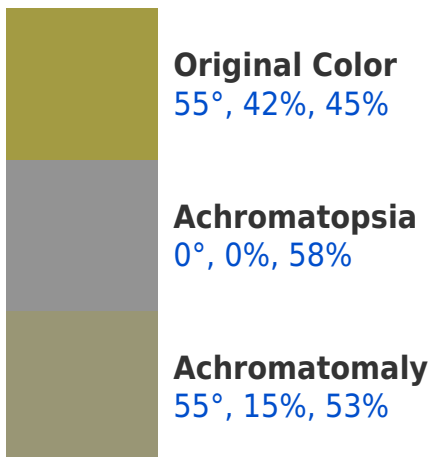 Original Color
55°, 42%, 45%
Achromatopsia
0°, 0%, 58%
Achromatomaly
55°, 15%, 53%